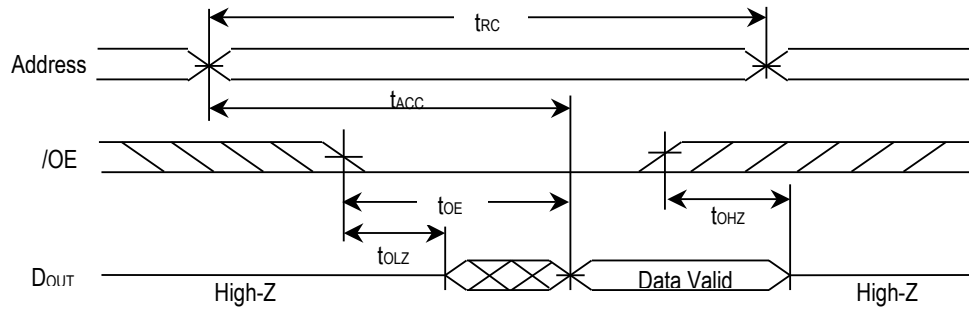 tRC
Address
tACC
/OE
tOE
tOHZ
tOLZ
DOUT
High-Z
Data Valid
High-Z